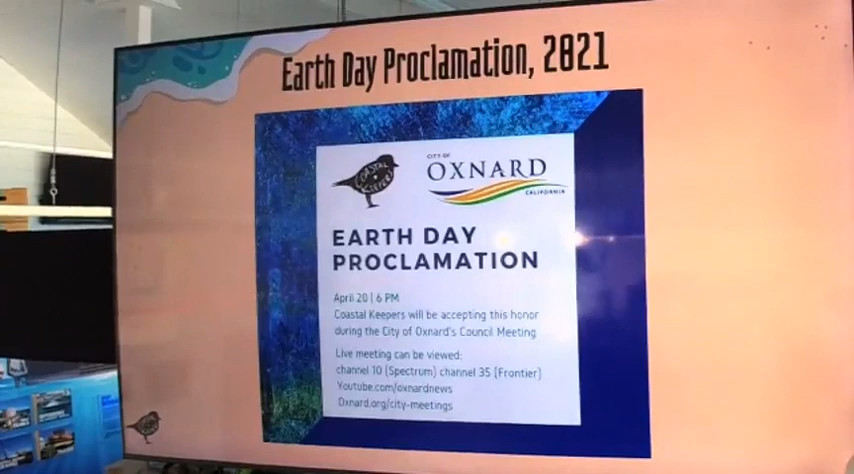 Earth Day Proclamation, 2021
COASTAL
KEEPERS
CITY OF
OXNARD
CALIFORNIA
EARTH DAY
PROCLAMATION
April 20 | 6 PM
Coastal Keepers will be accepting this honor
during the City of Oxnard's Council Meeting
Live meeting can be viewed:
channel 10 (Spectrum) channel 35 (Frontier)
Youtube.com/oxnardnews
Oxnard.org/city-meetings